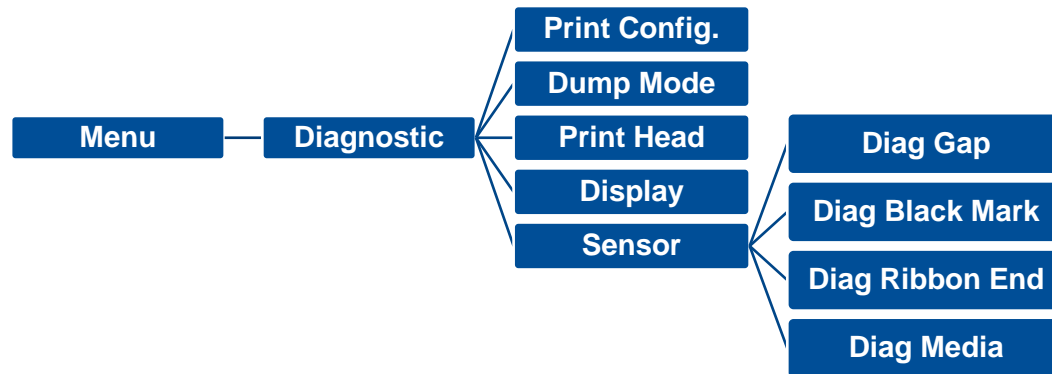 Menu
Diagnostic
Print Config.
Dump Mode
Print Head
Display
Sensor
Diag Gap
Diag Black Mark
Diag Ribbon End
Diag Media